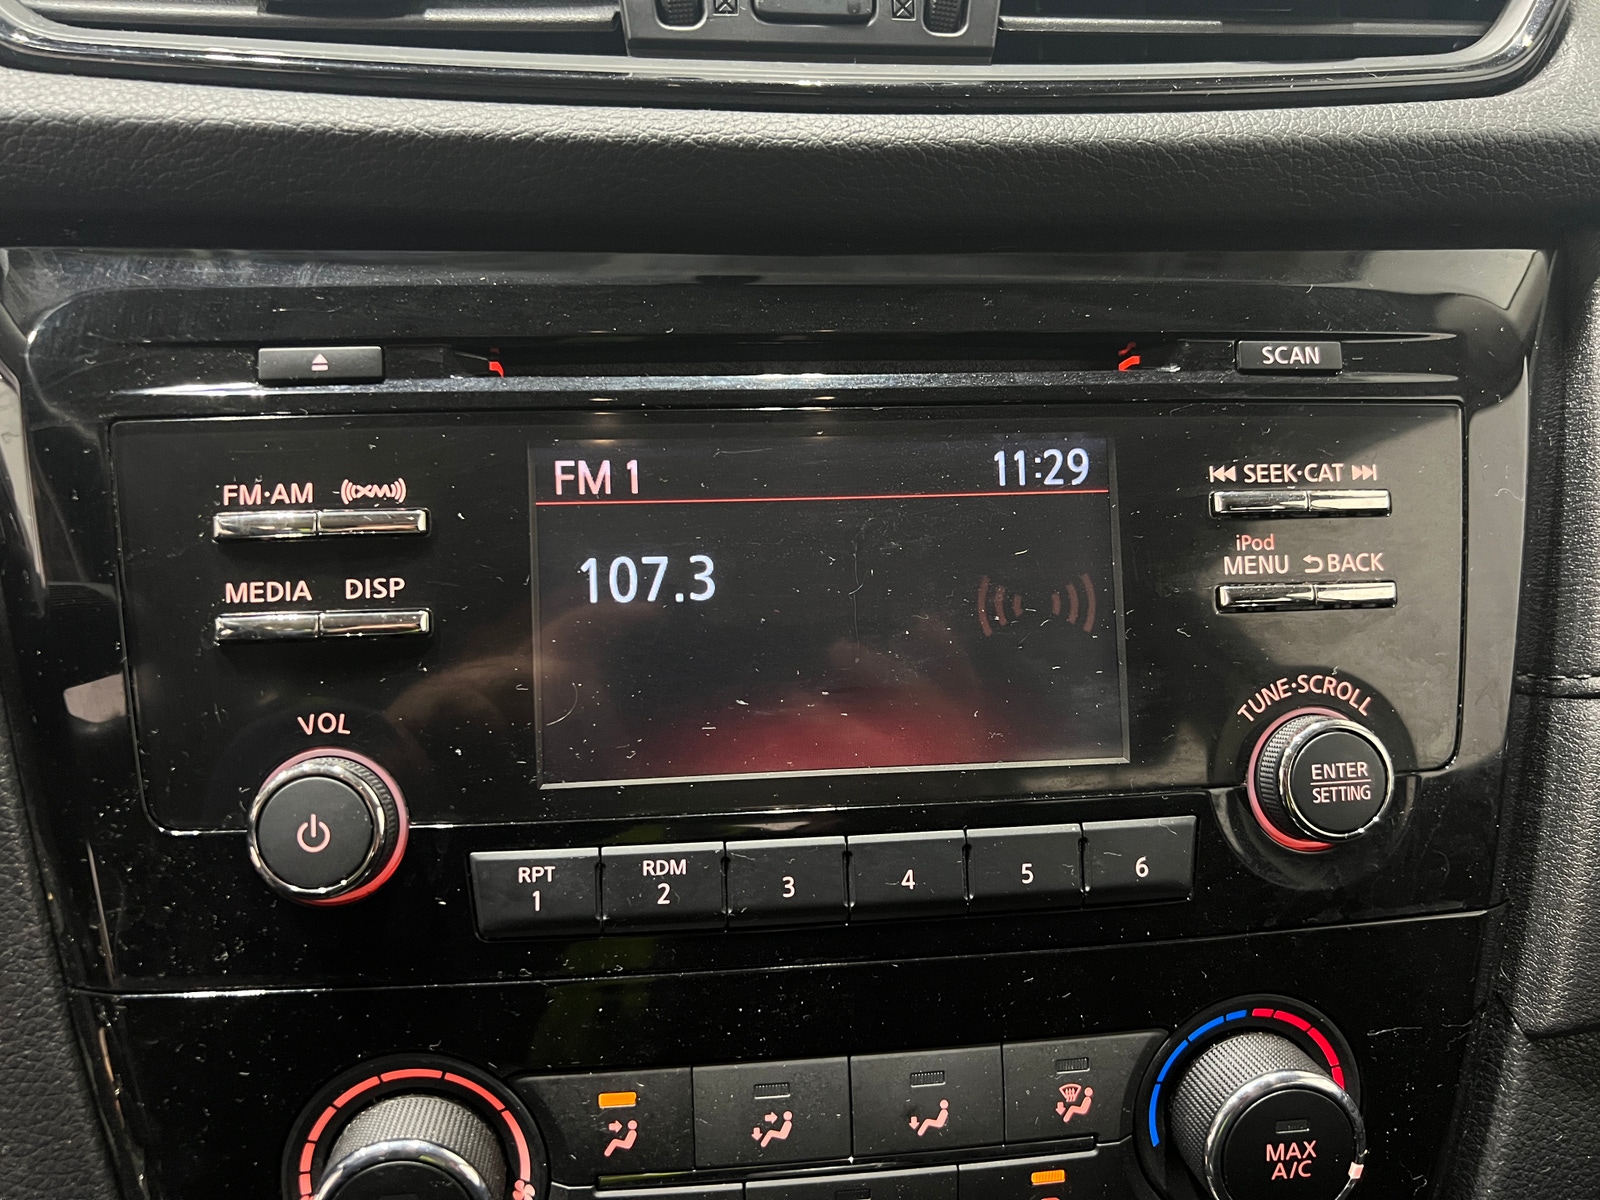 SCAN
FM·AM XM
FM 1 11:29
SEEK·CAT
107.3
iPod
MENU BACK
MEDIA DISP
VOL
TUNE·SCROLL
ENTER
SETTING
RPT
1
RDM
2
3
4
5
6
MAX
A/C